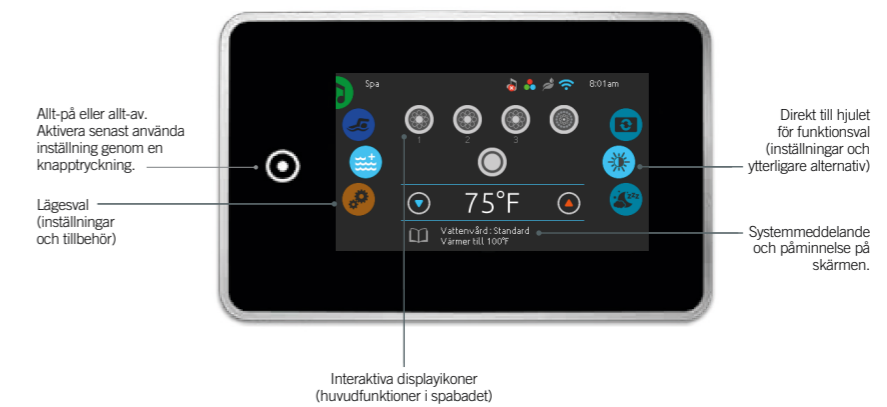 Spa
8:01am
Allt-på eller allt-av.
Aktivera senast använda
inställning genom en
knapptryckning.
Lägesval
(inställningar
och tillbehör)
1 2 3
75°F
Vattenvård: Standard
Värmer till 100°F
Direkt till hjulet
för funktionsval
(inställningar och
ytterligare alternativ)
Systemmeddelande
och påminnelse på
skärmen.
Interaktiva displayikoner
(huvudfunktioner i spabadet)